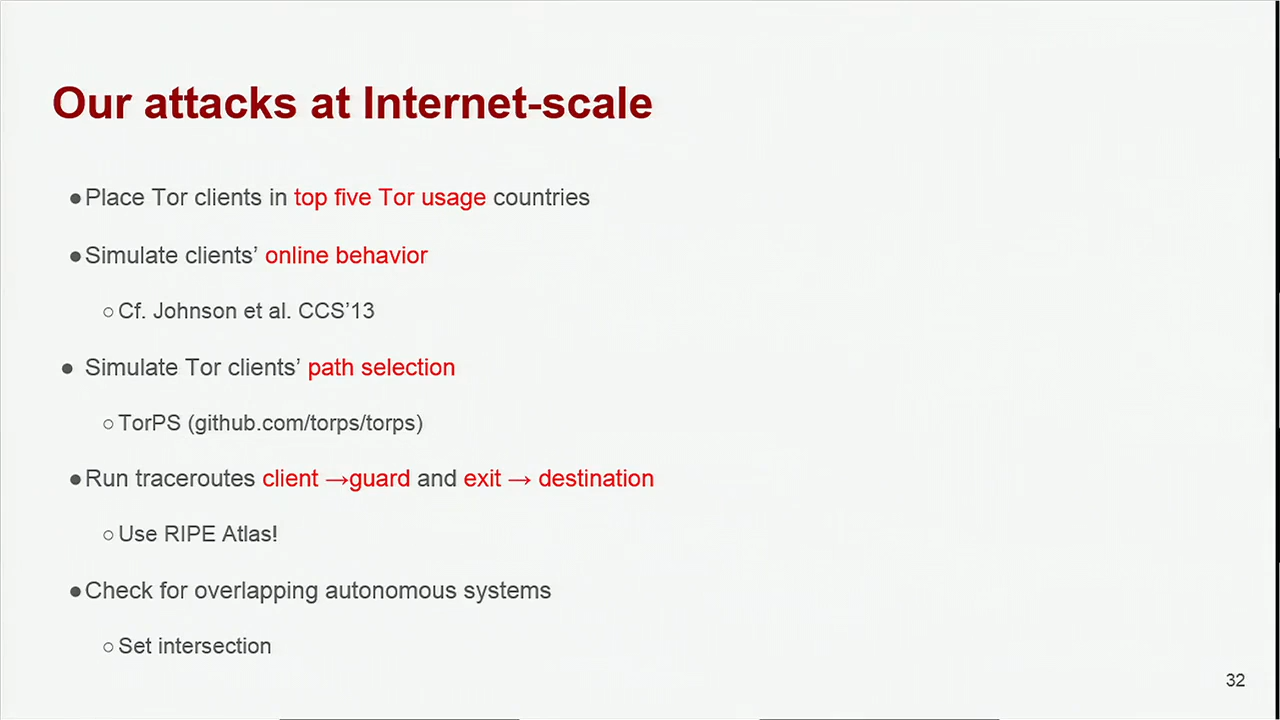 Our attacks at Internet-scale
●Place Tor clients in top five Tor usage countries
●Simulate clients’ online behavior
○Cf. Johnson et al. CCS’13
● Simulate Tor clients’ path selection
○TorPS (github.com/torps/torps)
●Run traceroutes client →guard and exit → destination
○Use RIPE Atlas!
●Check for overlapping autonomous systems
○Set intersection
32